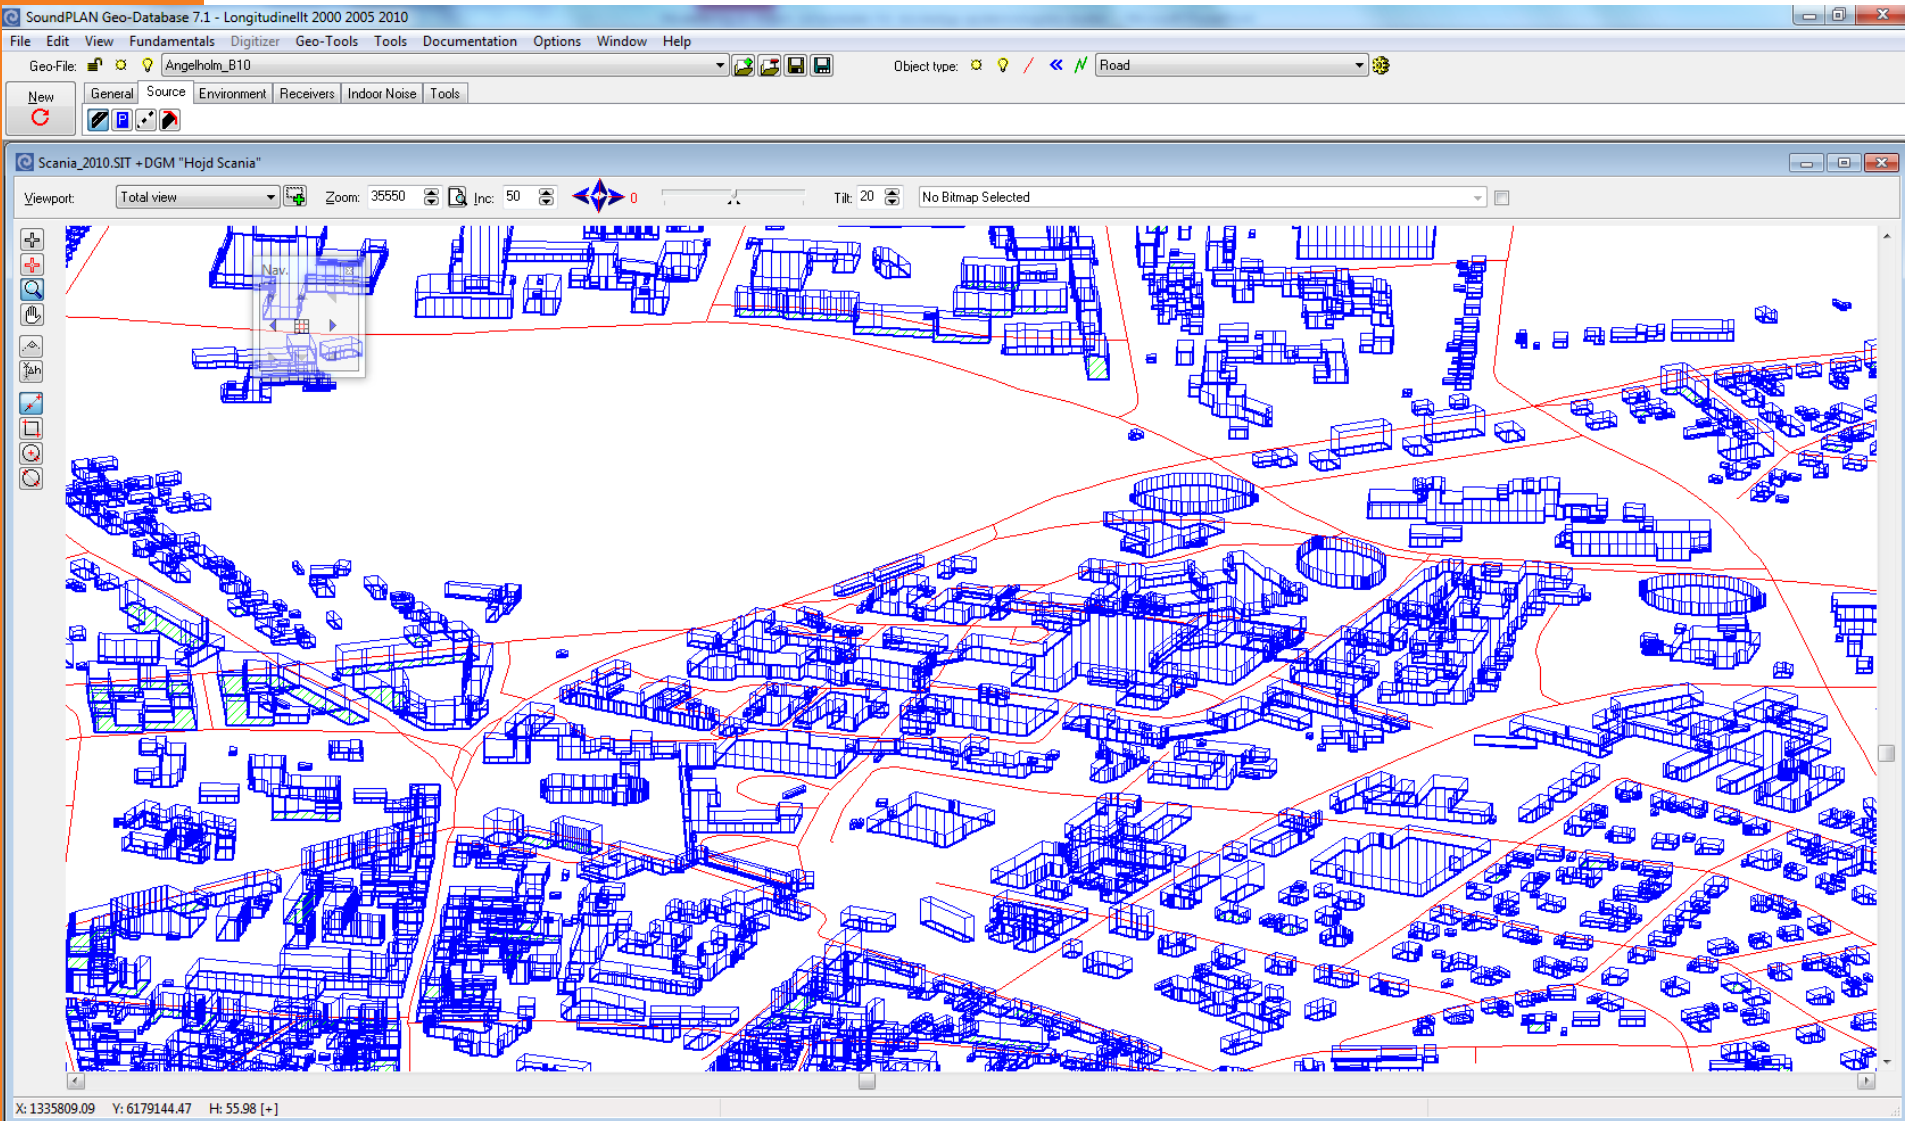 SoundPLAN Geo-Database 7.1 - Longitudinellt 2000 2005 2010
File Edit View Fundamentals Digitizer Geo-Tools Tools Documentation Options Window Help
Geo-File: Angelholm_B10 Object type: Road
New General Source Environment Receivers Indoor Noise Tools
P
Scania_2010.SIT +DGM "Hojd Scania"
Viewport: Total view Zoom: 35550 Inc: 50 0 Tilt: 20 No Bitmap Selected
Nav.
Δh
X: 1335809.09 Y: 6179144.47 H: 55.98 [+]